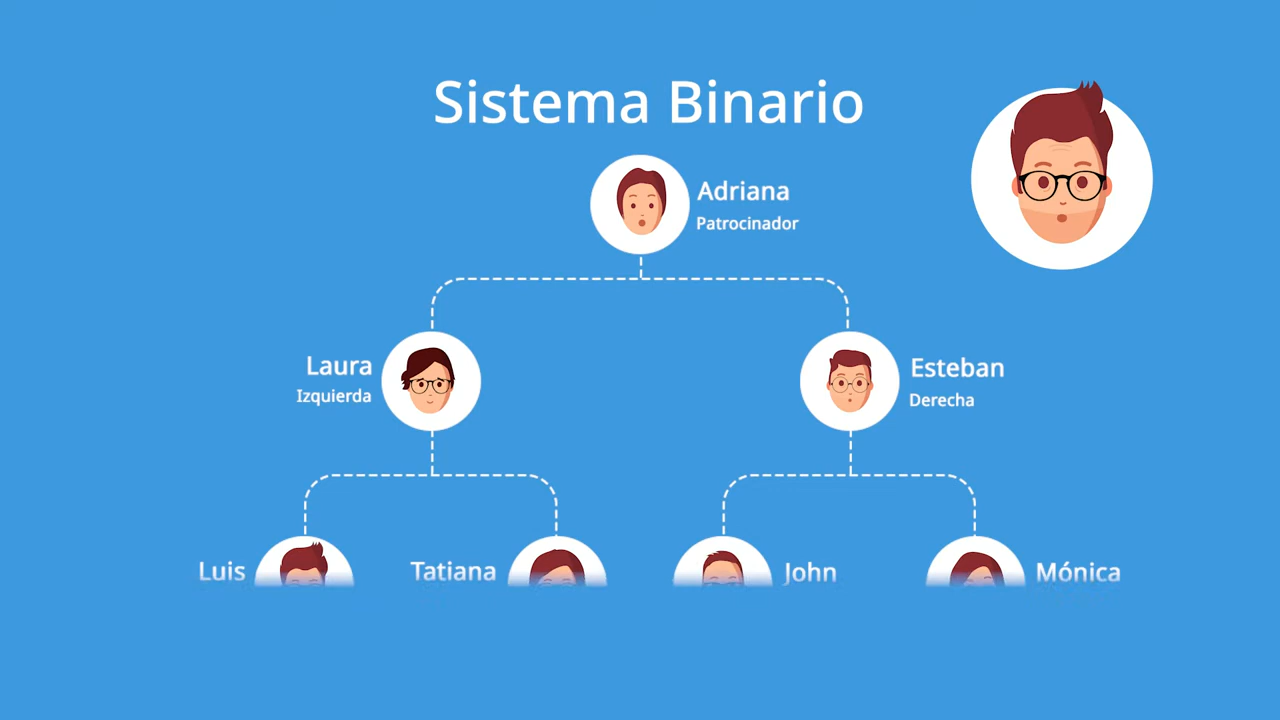 Sistema Binario
Adriana
Patrocinador
Laura
Izquierda
Esteban
Derecha
Luis
Tatiana
John
Mónica